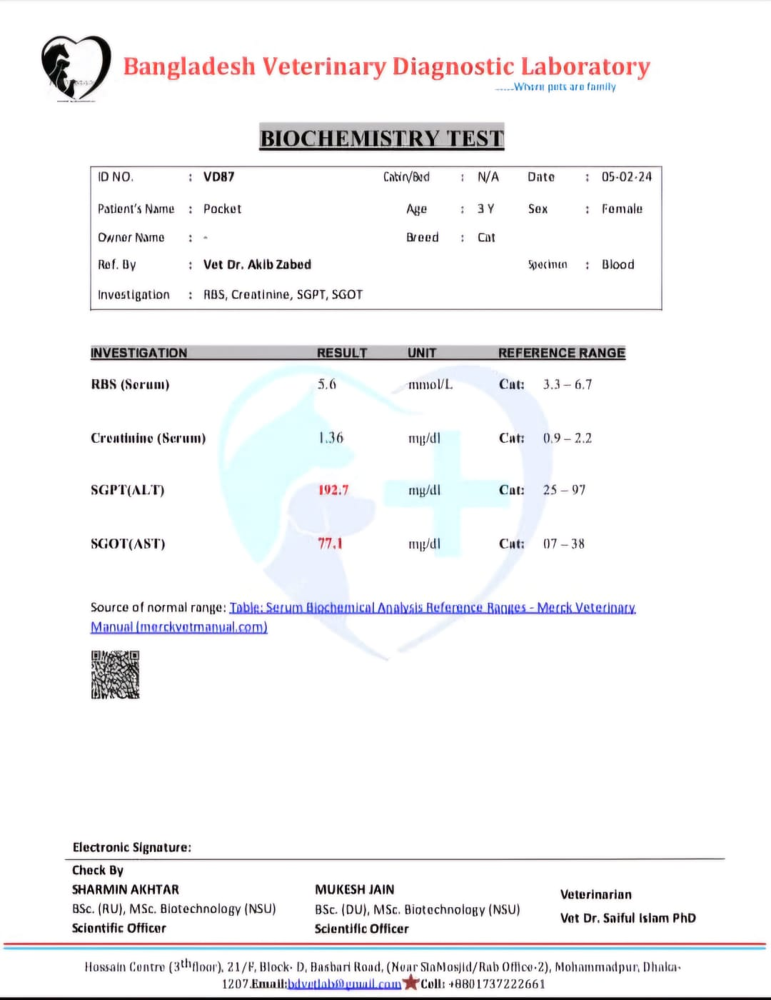 Bangladesh Veterinary Diagnostic Laboratory
......Where pets are family
BIOCHEMISTRY TEST
ID NO. : VD87 Cabin/Bed : N/A Date : 05-02-24
Patient's Name : Pocket Age : 3 Y Sex : Female
Owner Name : - Breed : Cat
Ref. By : Vet Dr. Akib Zabed Specimen : Blood
Investigation : RBS, Creatinine, SGPT, SGOT
INVESTIGATION RESULT UNIT REFERENCE RANGE
RBS (Serum) 5.6 mmol/L Cat: 3.3 – 6.7
Creatinine (Serum) 1.36 mg/dl Cat: 0.9 – 2.2
SGPT(ALT) 192.7 mg/dl Cat: 25 – 97
SGOT(AST) 77.1 mg/dl Cat: 07 – 38
Source of normal range: Table: Serum Biochemical Analysis Reference Ranges - Merck Veterinary
Manual (merckvetmanual.com)
Electronic Signature:
Check By
SHARMIN AKHTAR
BSc. (RU), MSc. Biotechnology (NSU)
Scientific Officer
MUKESH JAIN
BSc. (DU), MSc. Biotechnology (NSU)
Scientific Officer
Veterinarian
Vet Dr. Saiful Islam PhD
Hossain Centre (3thfloor), 21/F, Block- D, Bashari Road, (Near SIaMosjid/Rab Office-2), Mohammadpur, Dhaka-
1207.Email:bdvetlab@gmail.com★Coll: +8801737222661